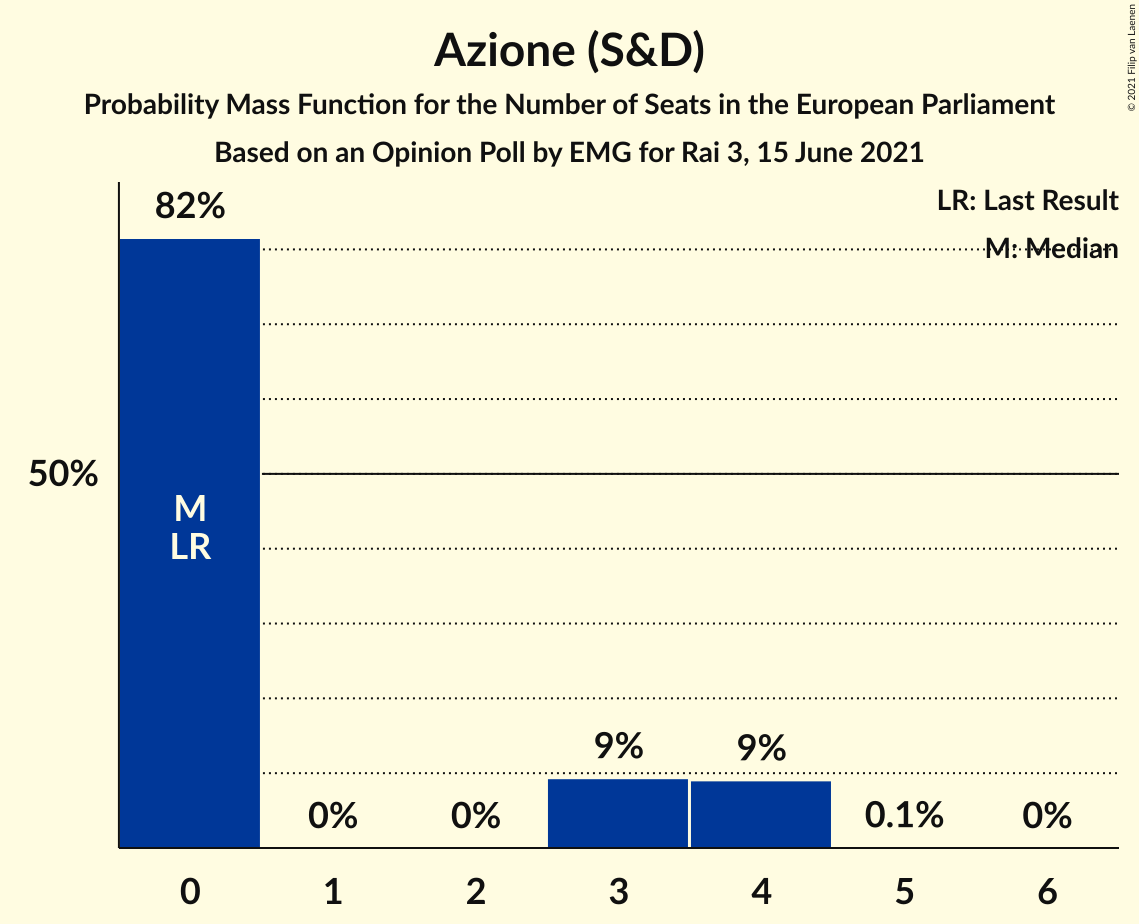 Azione (S&D)
Probability Mass Function for the Number of Seats in the European Parliament
Based on an Opinion Poll by EMG for Rai 3, 15 June 2021
© 2021 Filip van Laenen
LR: Last Result
M: Median
82%
50%
M
LR
0%
0%
9%
9%
0.1%
0%
0
1
2
3
4
5
6